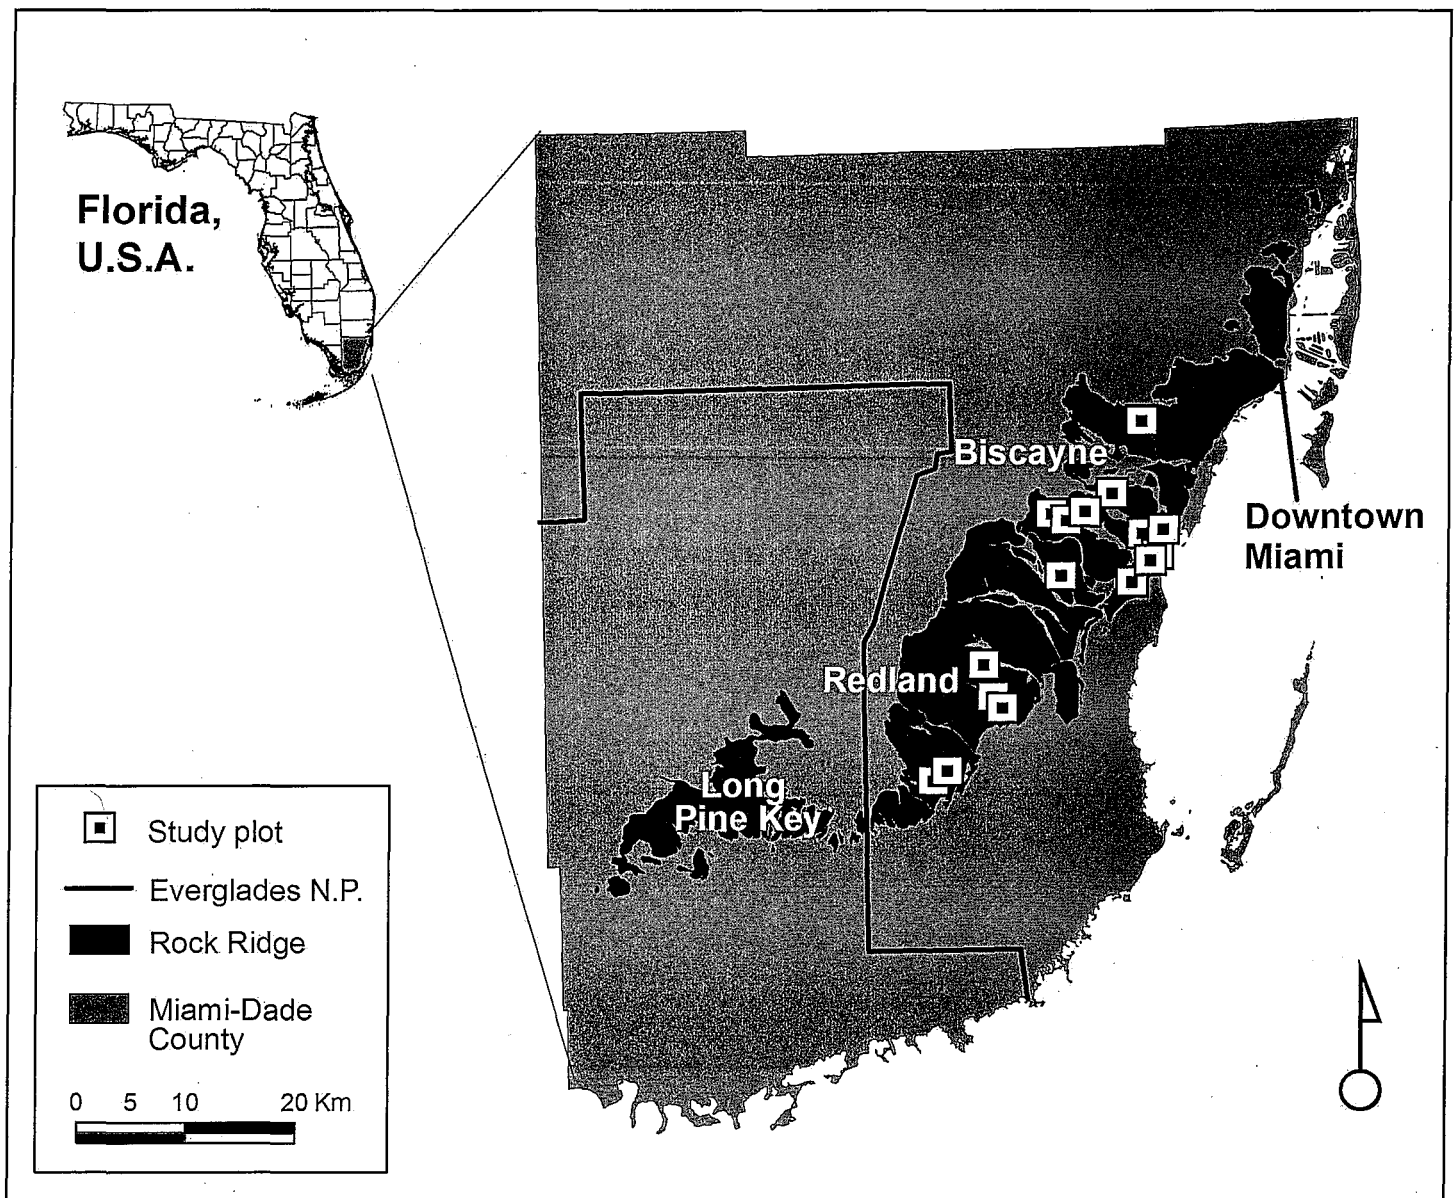 Florida,
U.S.A.
Biscayne
Downtown
Miami
Redland
Long
Pine Key
Study plot
Everglades N.P.
Rock Ridge
Miami-Dade
County
0 5 10 20 Km